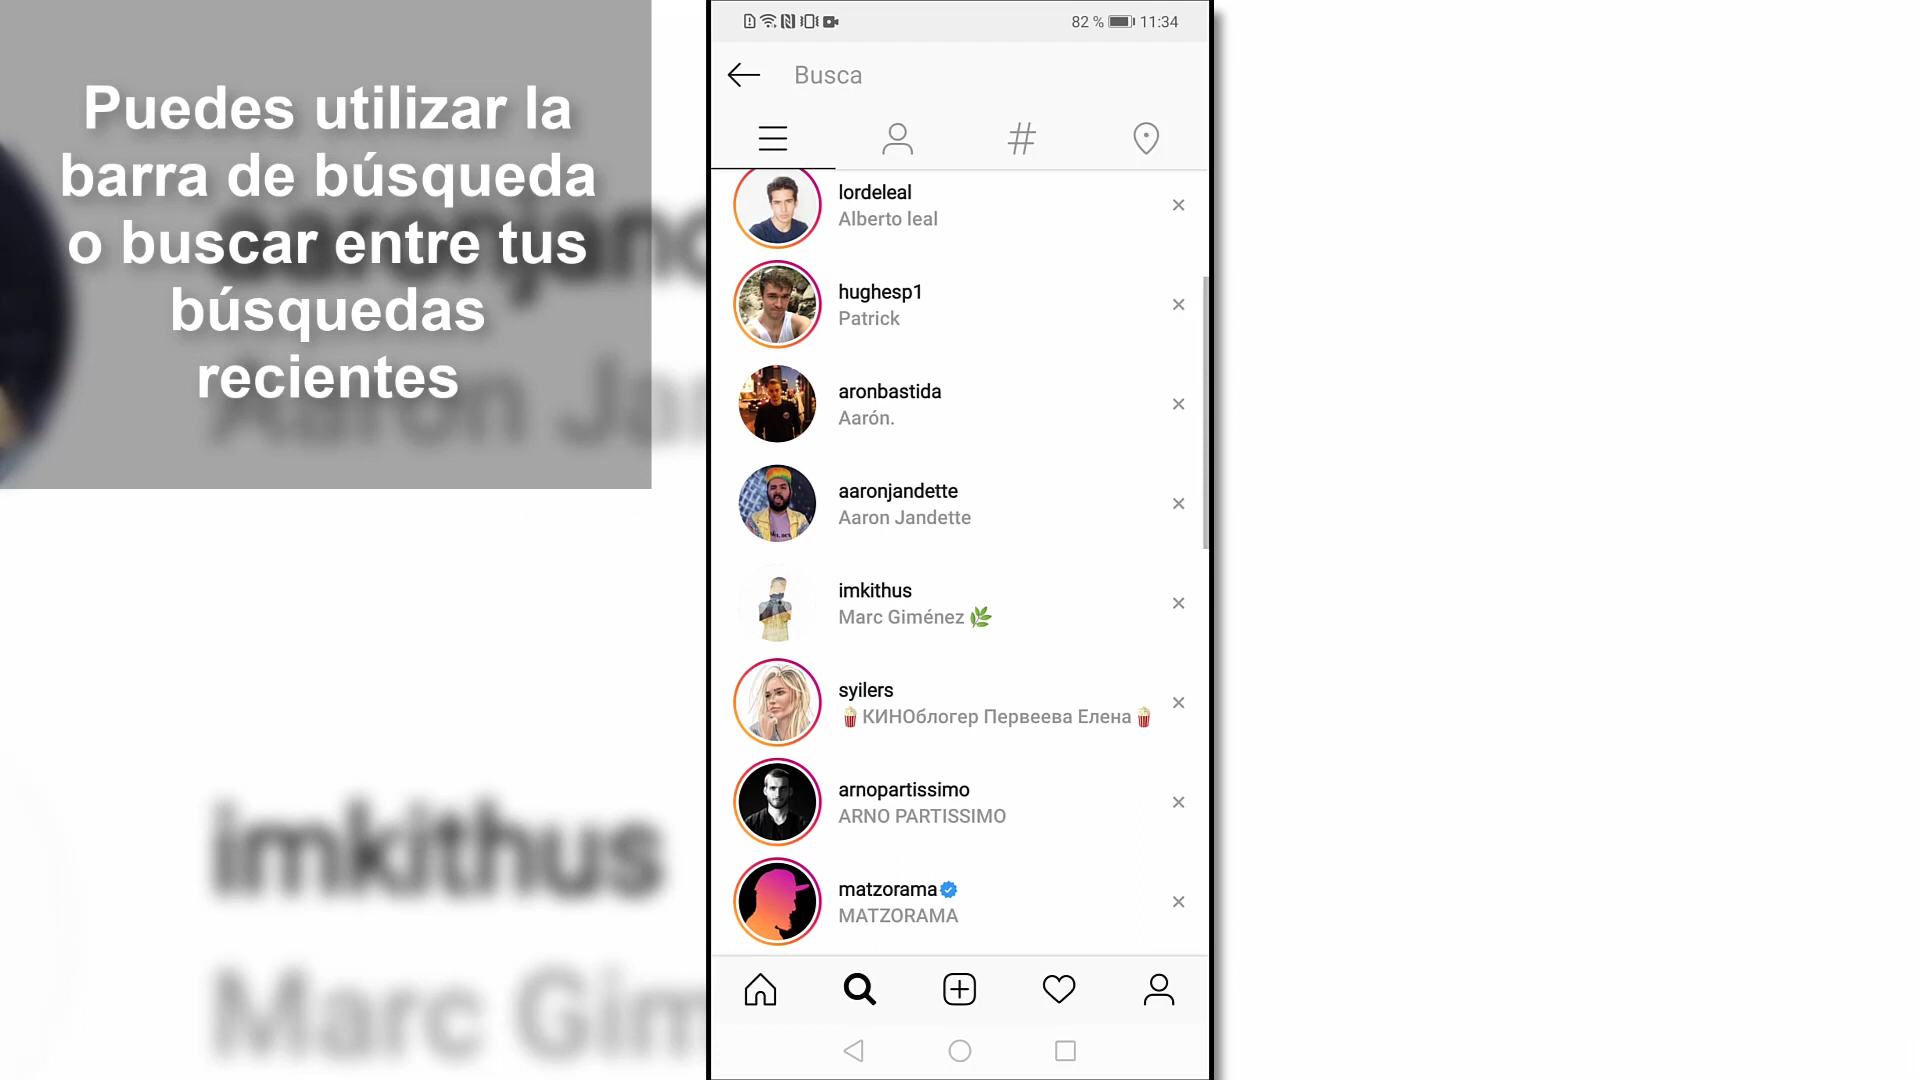 Puedes utilizar la
barra de búsqueda
o buscar entre tus
búsquedas
recientes
82 % 11:34
Busca
lordeleal
Alberto leal
hughesp1
Patrick
aronbastida
Aarón.
aaronjandette
Aaron Jandette
imkithus
Marc Giménez 🌿
syilers
🍿КИНОблогер Первеева Елена🍿
arnopartissimo
ARNO PARTISSIMO
matzorama
MATZORAMA
imkithus
Marc Gim